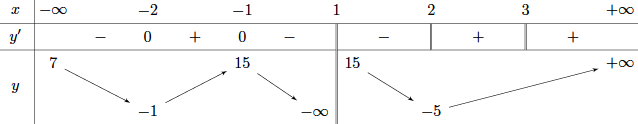 x −∞ −2 −1 1 2 3 +∞
y′ − 0 + 0 − − + +
7 15 15 +∞
y
−1 −∞ −5